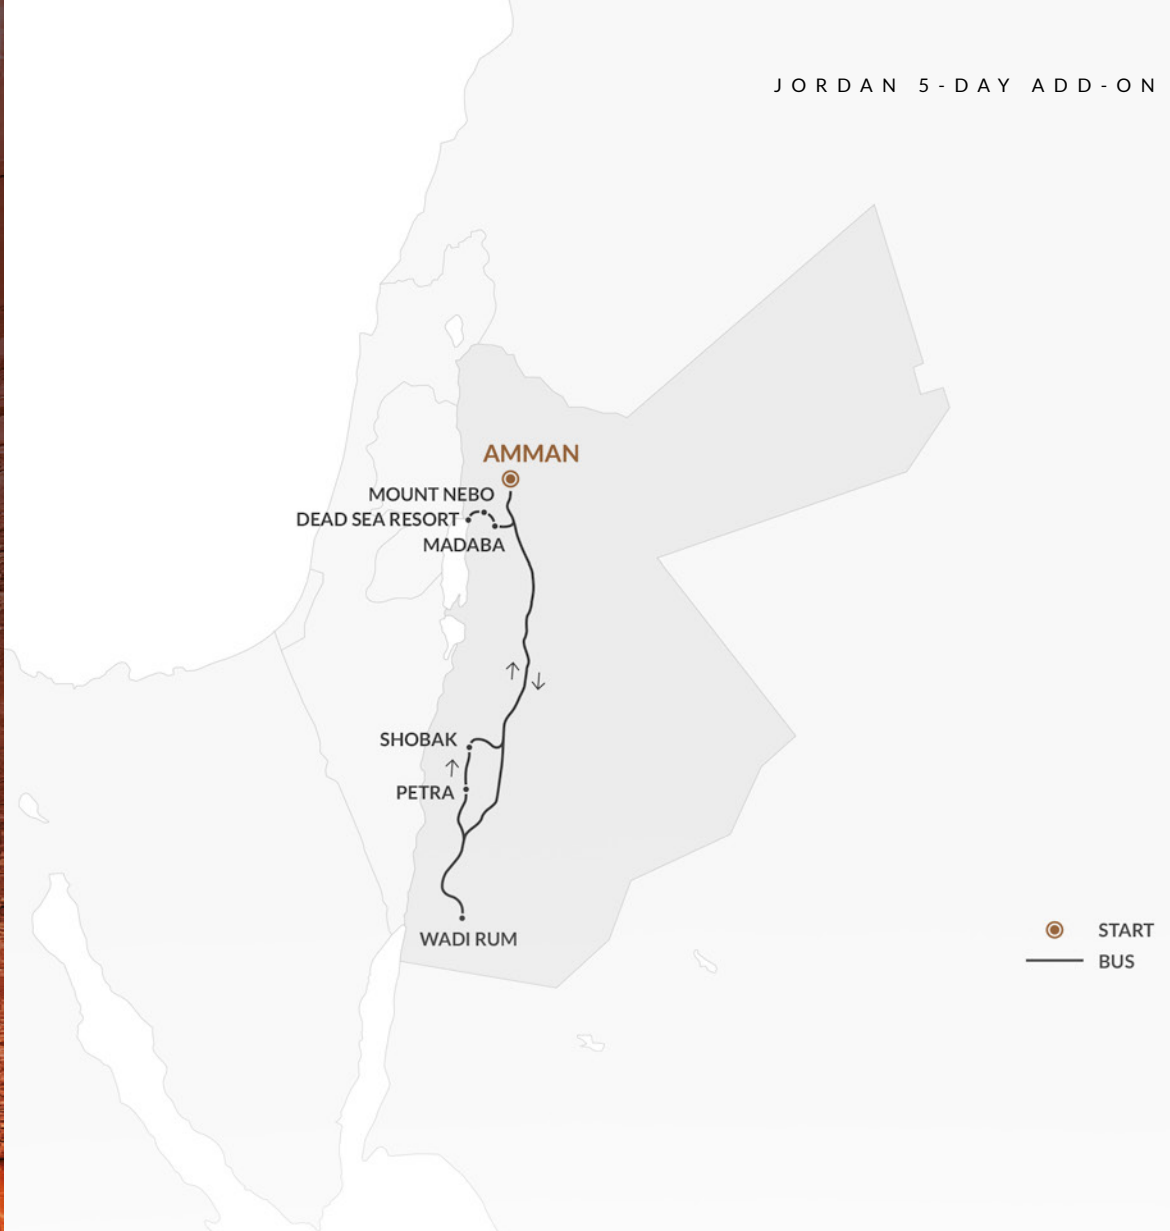 JORDAN 5-DAY ADD-ON
AMMAN
MOUNT NEBO
DEAD SEA RESORT
MADABA
SHOBAK
PETRA
WADI RUM
START
BUS